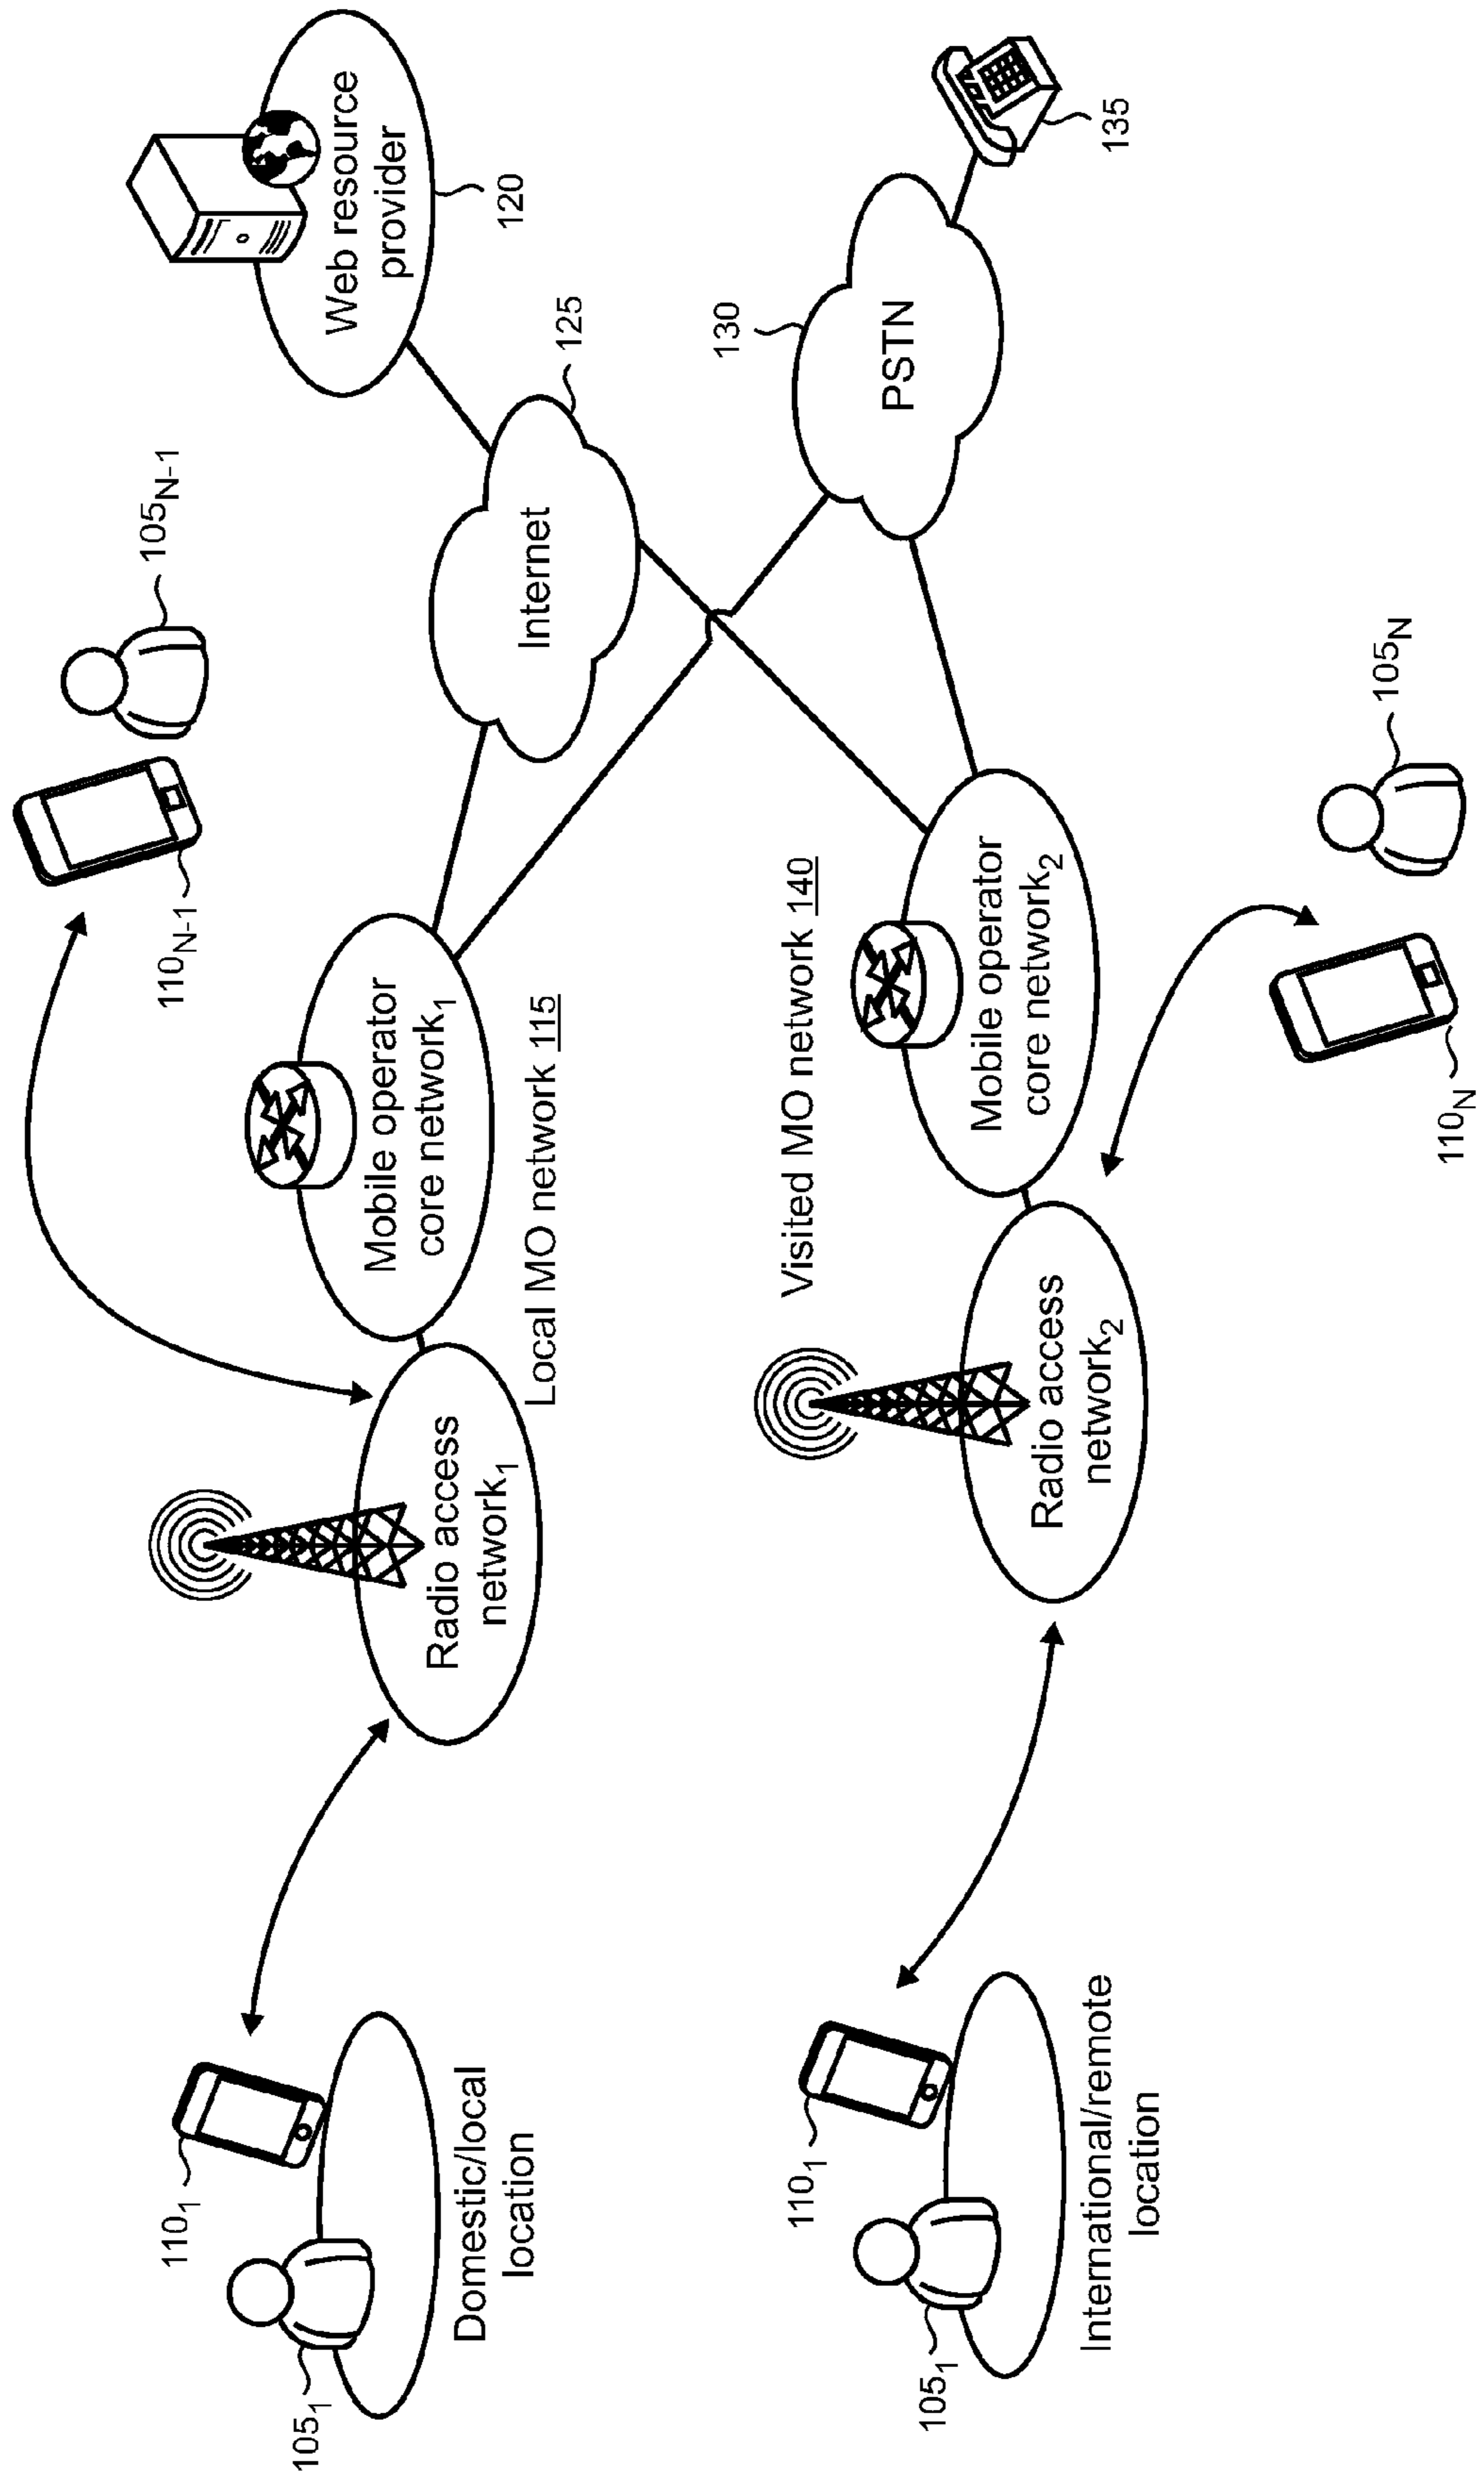 110₁
105₁
Domestic/local
location
Radio access
network₁
Mobile operator
core network₁
Local MO network 115
110N-1
105N-1
Internet
125
Web resource
provider
120
110₁
105₁
International/remote
location
Radio access
network₂
Visited MO network 140
Mobile operator
core network₂
130
PSTN
135
110N
105N